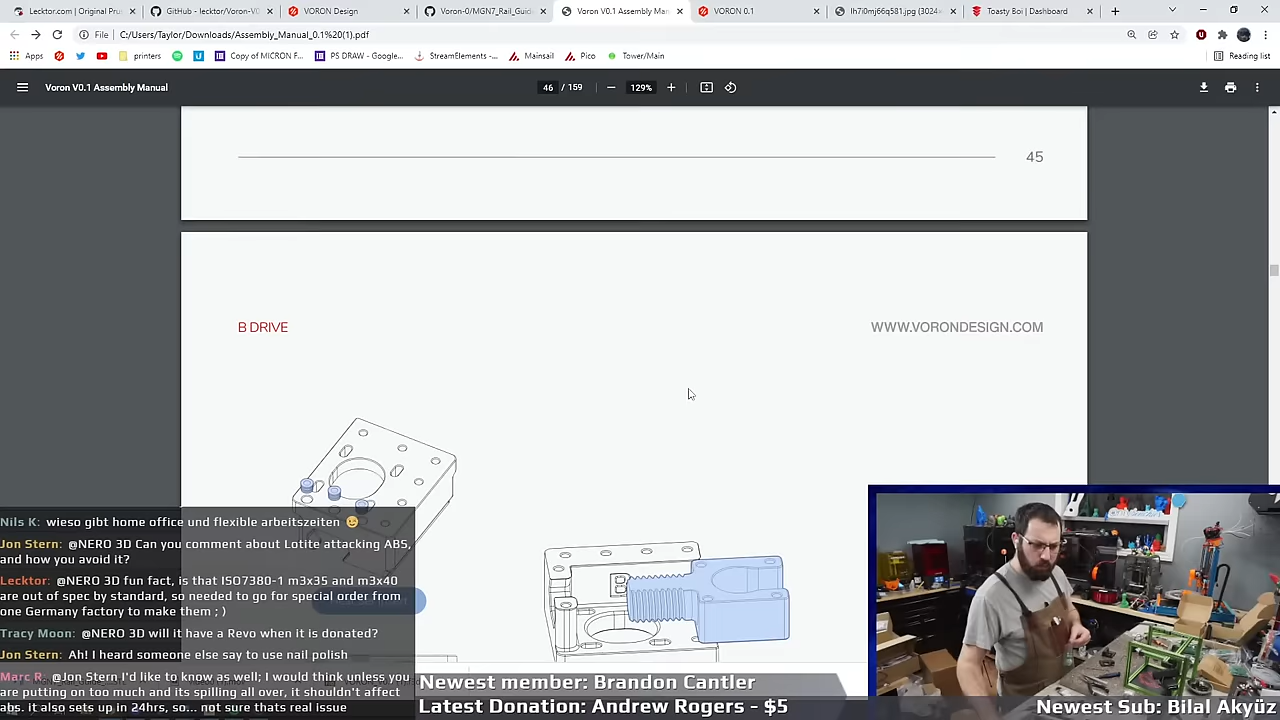 Lecktor.com | Original Prus
GitHub - lecktor/Voron-V0
VORON Design
Voron-0/MGN7_Rail_Guide
Voron V0.1 Assembly Man
VORON 0.1
lh7i0mj66q581.jpg (3024×
Toasty Boi | Dashboard
File
C:/Users/Taylor/Downloads/Assembly_Manual_0.1%20(1).pdf
Apps
printers
Copy of MICRON F...
PS DRAW - Google...
StreamElements -...
Mainsail
Pico
Tower/Main
Reading list
Voron V0.1 Assembly Manual
46 / 159
129%
45
B DRIVE
WWW.VORONDESIGN.COM
Nils K: wieso gibt home office und flexible arbeitszeiten
Jon Stern: @NERO 3D Can you comment about Lotite attacking ABS,
and how you avoid it?
Lecktor: @NERO 3D fun fact, is that ISO7380-1 m3x35 and m3x40
are out of spec by standard, so needed to go for special order from
one Germany factory to make them ; )
Tracy Moon: @NERO 3D will it have a Revo when it is donated?
Jon Stern: Ah! I heard someone else say to use nail polish
Marc R. @Jon Stern I'd like to know as well; I would think unless you
are putting on too much and its spilling all over, it shouldn't affect
abs. it also sets up in 24hrs, so... not sure thats real issue
Newest member: Brandon Cantler
Latest Donation: Andrew Rogers - $5
Newest Sub: Bilal Akyüz